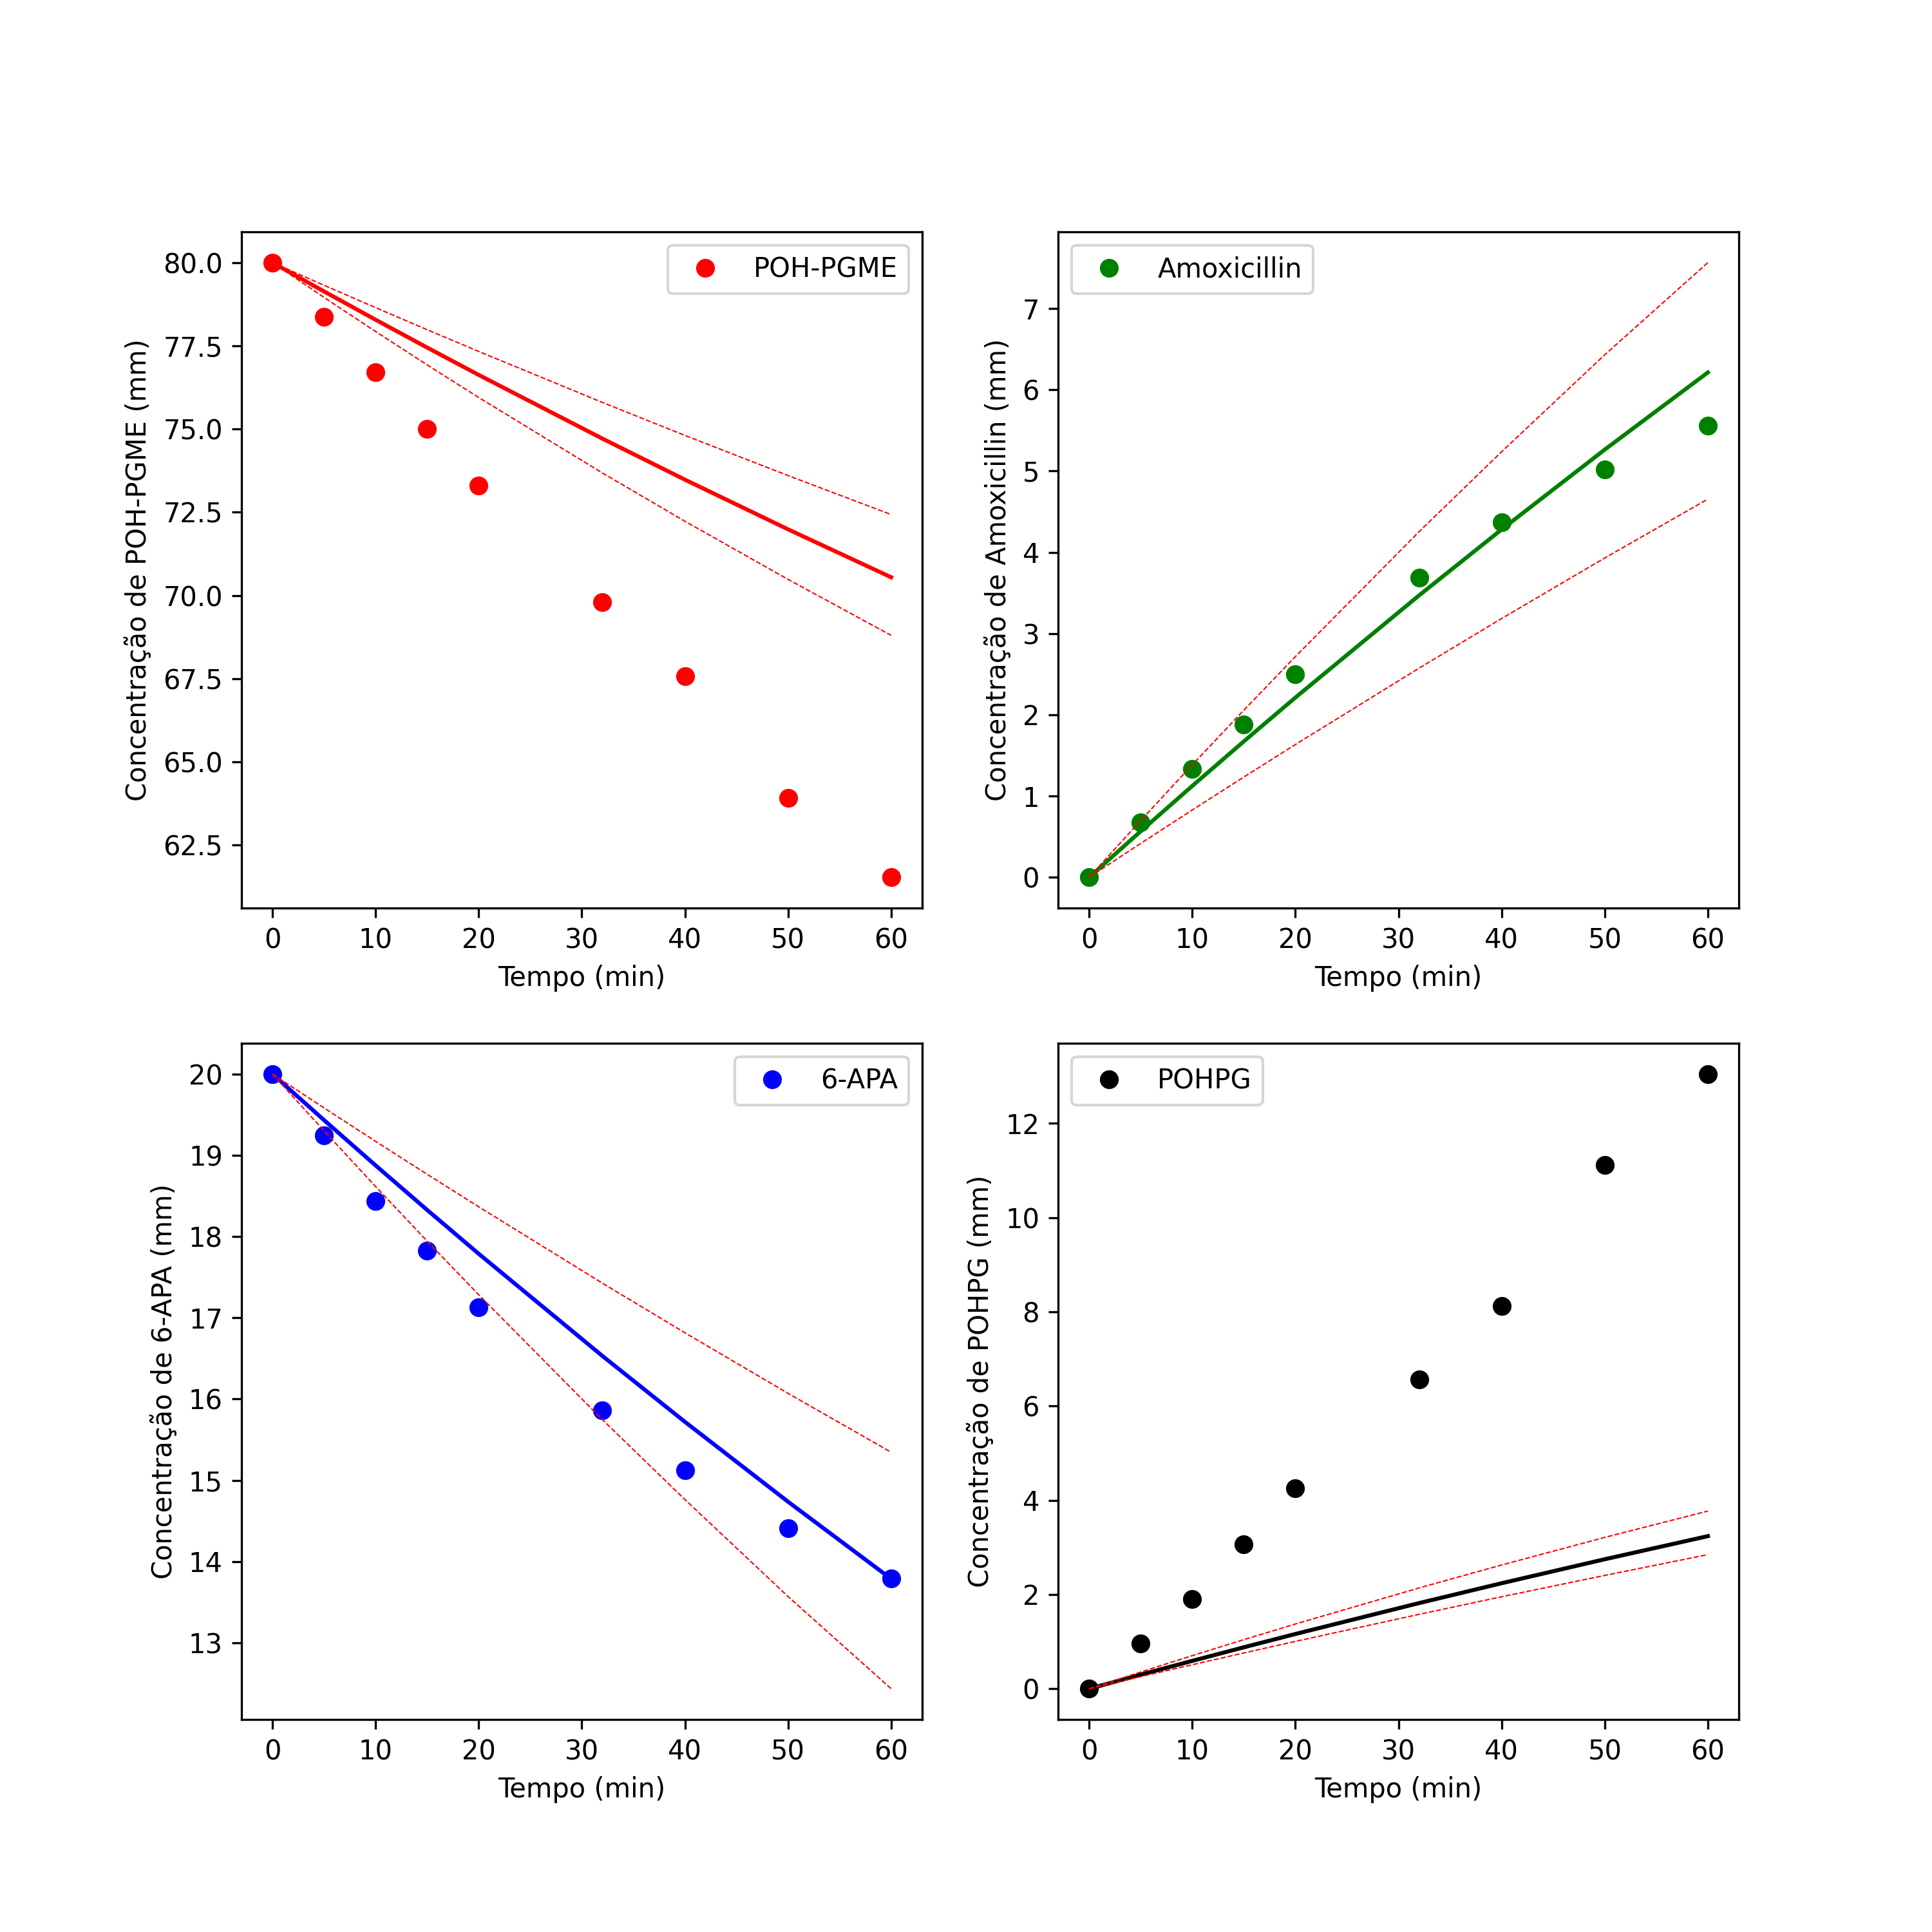 POH-PGME
80.0
77.5
75.0
72.5
70.0
67.5
65.0
62.5
Concentração de POH-PGME (mm)
0 10 20 30 40 50 60
Tempo (min)
Amoxicillin
7
6
5
4
3
2
1
0
Concentração de Amoxicillin (mm)
0 10 20 30 40 50 60
Tempo (min)
6-APA
20
19
18
17
16
15
14
13
Concentração de 6-APA (mm)
0 10 20 30 40 50 60
Tempo (min)
POHPG
12
10
8
6
4
2
0
Concentração de POHPG (mm)
0 10 20 30 40 50 60
Tempo (min)